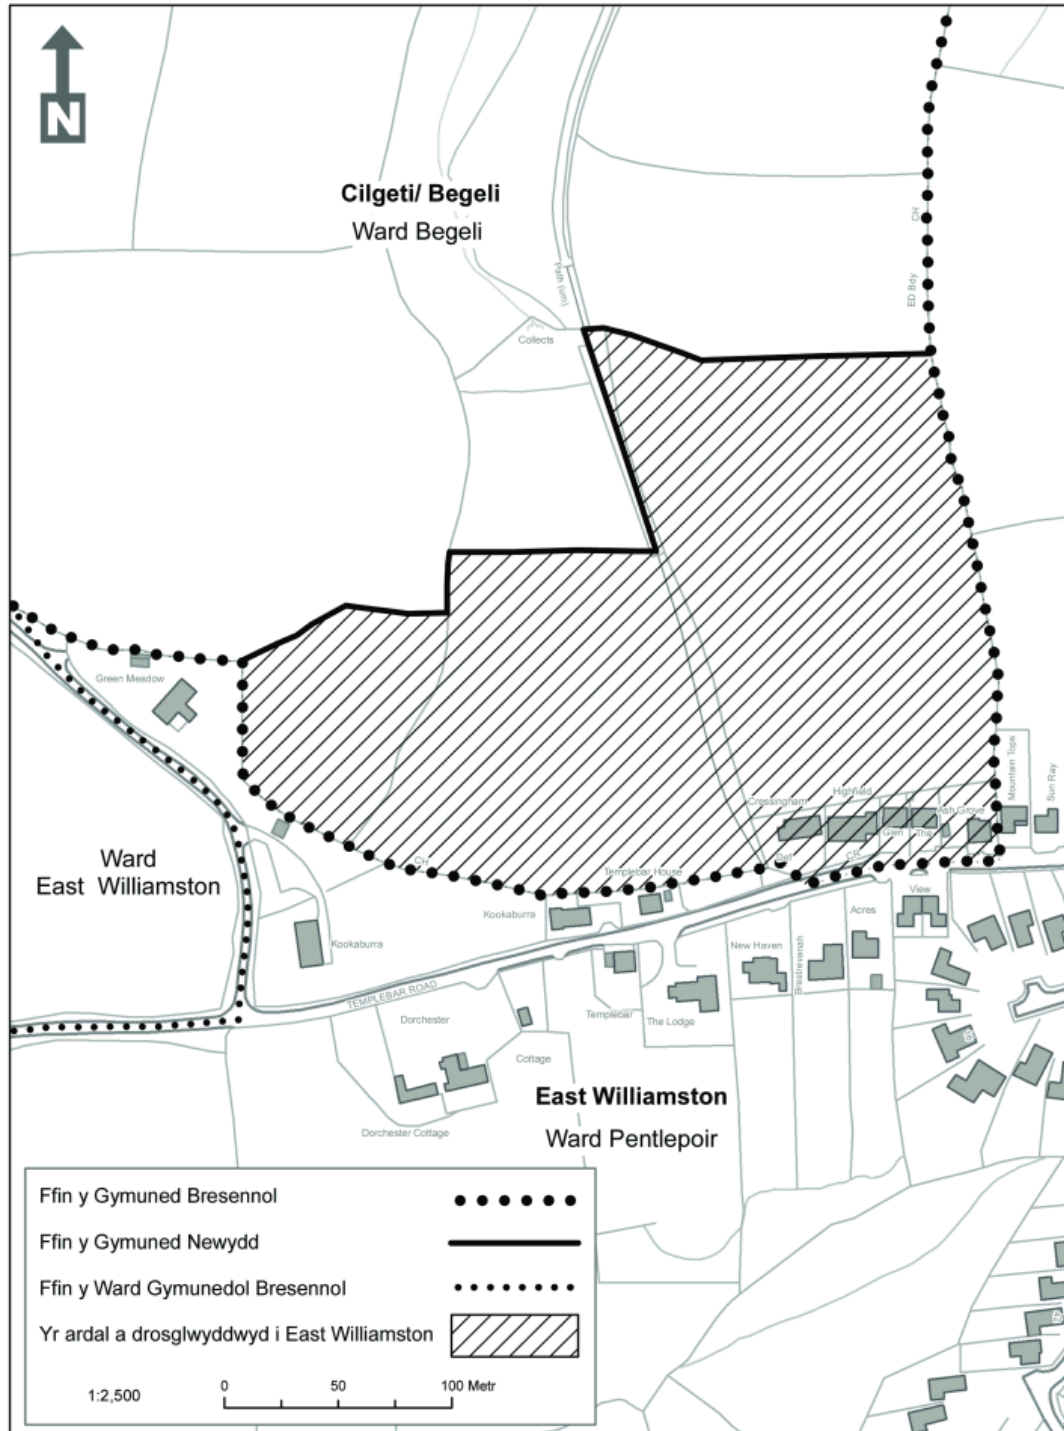 N
Cilgeti/ Begeli
Ward Begeli
CH
Path (um)
ED Bdy
Collects
Green Meadow
Mountain Tops
Sun Ray
Highfield
Cressingham
Ash Grove
Glen
The
Ward
East Williamston
CH
Def
CR
Templebar House
View
Kookaburra
Acres
Kookaburra
New Haven
TEMPLEBAR ROAD
Dorchester
Templebar
The Lodge
Cottage
East Williamston
Ward Pentlepoir
Dorchester Cottage
Ffin y Gymuned Bresennol
Ffin y Gymuned Newydd
Ffin y Ward Gymunedol Bresennol
Yr ardal a drosglwyddwyd i East Williamston
1:2,500
0 50 100 Metr